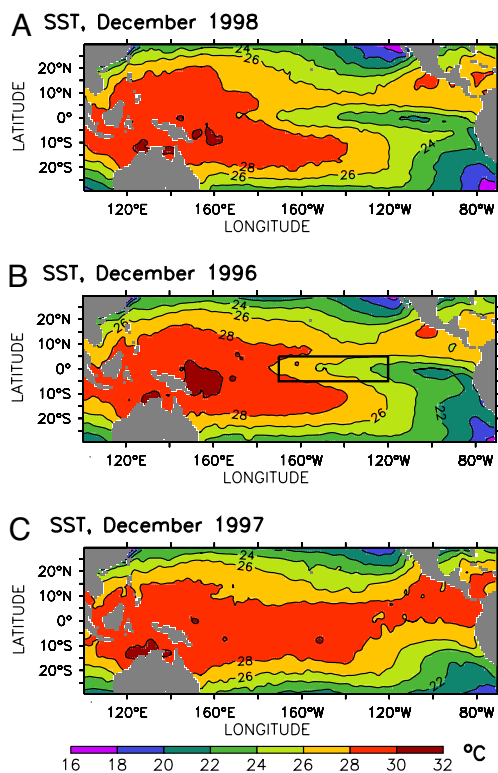 A SST, December 1998
24
26
20°N
10°N
0°
10°S
20°S
LATITUDE
24
28
26
26
120°E 160°E 160°W 120°W 80°W
LONGITUDE
B SST, December 1996
24
26
26
28
20°N
10°N
0°
10°S
20°S
LATITUDE
28
26
22
120°E 160°E 160°W 120°W 80°W
LONGITUDE
C SST, December 1997
24
26
20°N
10°N
0°
10°S
20°S
LATITUDE
28
26
22
120°E 160°E 160°W 120°W 80°W
LONGITUDE
°C
16 18 20 22 24 26 28 30 32